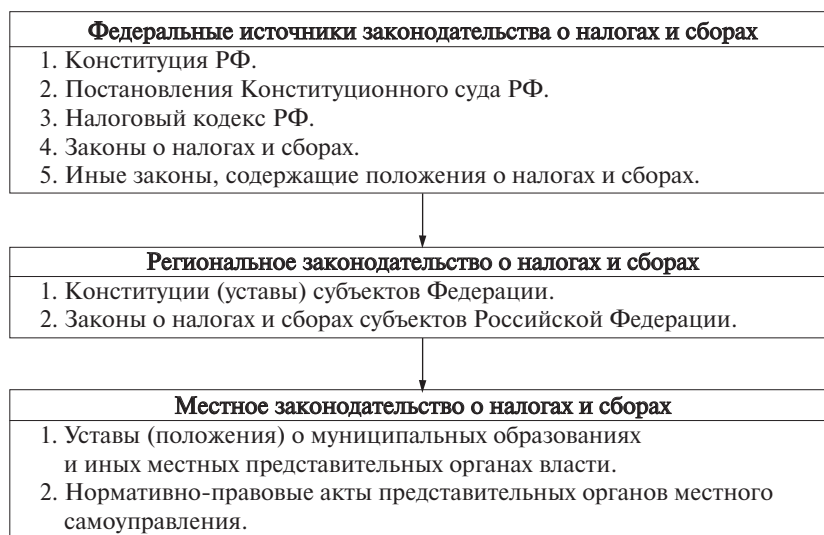 Федеральные источники законодательства о налогах и сборах
1. Конституция РФ.
2. Постановления Конституционного суда РФ.
3. Налоговый кодекс РФ.
4. Законы о налогах и сборах.
5. Иные законы, содержащие положения о налогах и сборах.
Региональное законодательство о налогах и сборах
1. Конституции (уставы) субъектов Федерации.
2. Законы о налогах и сборах субъектов Российской Федерации.
Местное законодательство о налогах и сборах
1. Уставы (положения) о муниципальных образованиях
и иных местных представительных органах власти.
2. Нормативно-правовые акты представительных органов местного
самоуправления.